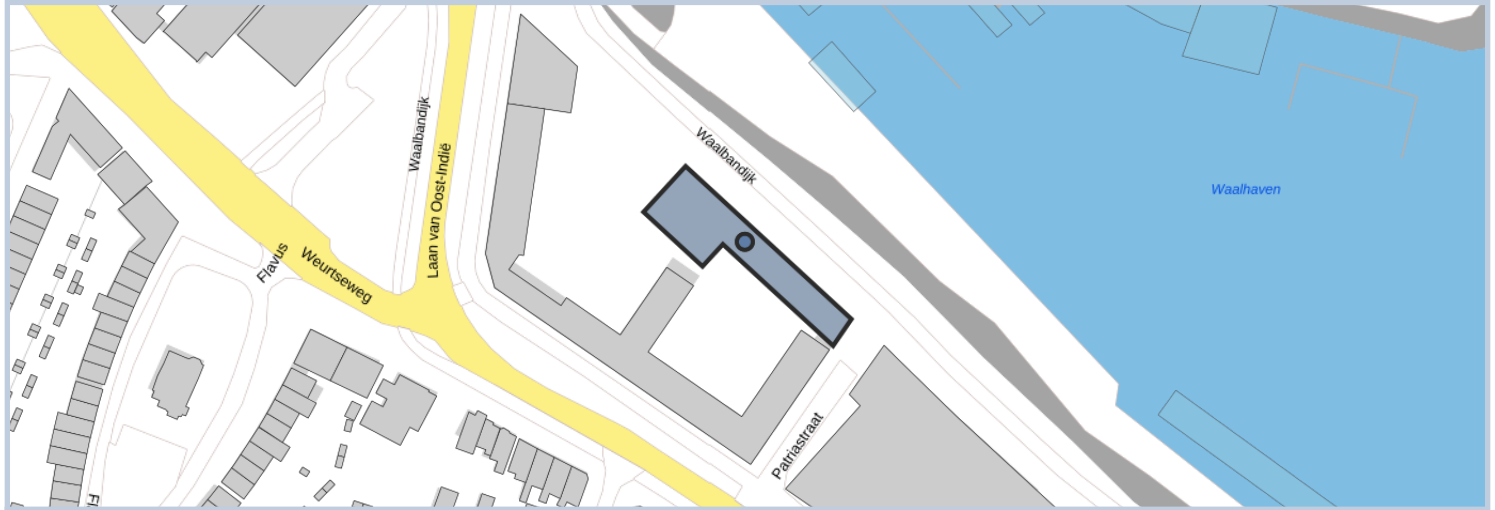 Waalbandijk
Waalbandijk
Laan van Oost-Indië
Waalhaven
Flavus
Weurtseweg
Patriastraat